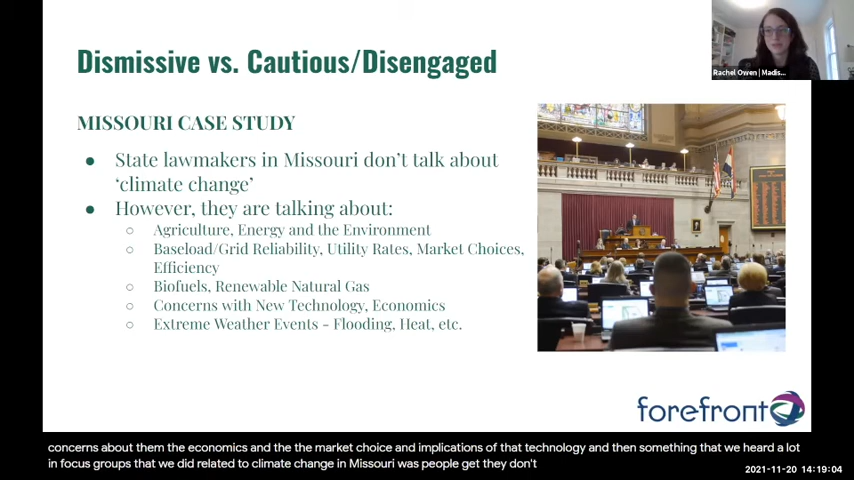 Dismissive vs. Cautious/Disengaged
Rachel Owen | Madis...
MISSOURI CASE STUDY
● State lawmakers in Missouri don't talk about
'climate change'
● However, they are talking about:
○ Agriculture, Energy and the Environment
○ Baseload/Grid Reliability, Utility Rates, Market Choices,
Efficiency
○ Biofuels, Renewable Natural Gas
○ Concerns with New Technology, Economics
○ Extreme Weather Events - Flooding, Heat, etc.
forefront
concerns about them the economics and the the market choice and implications of that technology and then something that we heard a lot
in focus groups that we did related to climate change in Missouri was people get they don't
2021-11-20 14:19:04